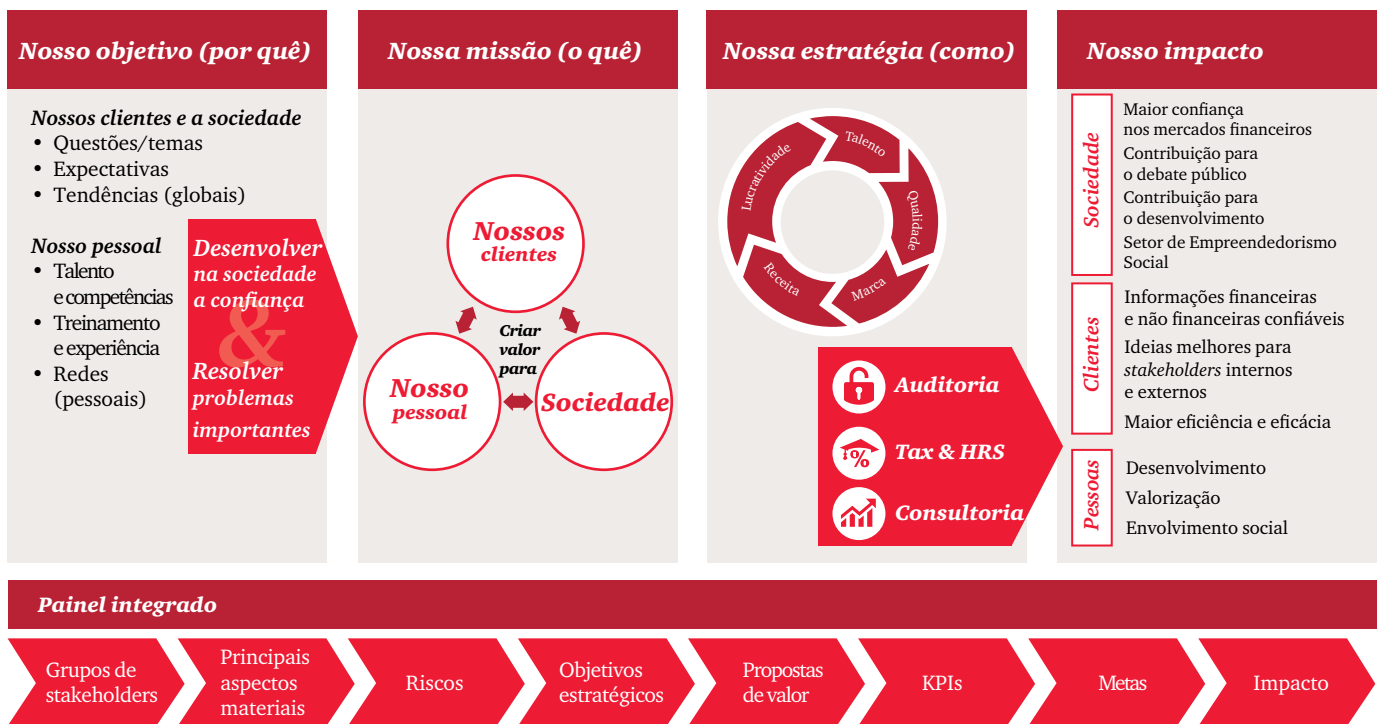 Nosso objetivo (por quê)
Nossos clientes e a sociedade
• Questões/temas
• Expectativas
• Tendências (globais)
Nosso pessoal
• Talento
e competências
• Treinamento
e experiência
• Redes
(pessoais)
Desenvolver
na sociedade
a confiança
&
Resolver
problemas
importantes
Nossa missão (o quê)
Nossos
clientes
Criar
valor
para
Nosso
pessoal
Sociedade
Nossa estratégia (como)
Talento
Qualidade
Marca
Receita
Lucratividade
Auditoria
%
Tax & HRS
Consultoria
Nosso impacto
Sociedade
Maior confiança
nos mercados financeiros
Contribuição para
o debate público
Contribuição para
o desenvolvimento
Setor de Empreendedorismo
Social
Clientes
Informações financeiras
e não financeiras confiáveis
Ideias melhores para
stakeholders internos
e externos
Maior eficiência e eficácia
Pessoas
Desenvolvimento
Valorização
Envolvimento social
Painel integrado
Grupos de
stakeholders
Principais
aspectos
materiais
Riscos
Objetivos
estratégicos
Propostas
de valor
KPIs
Metas
Impacto